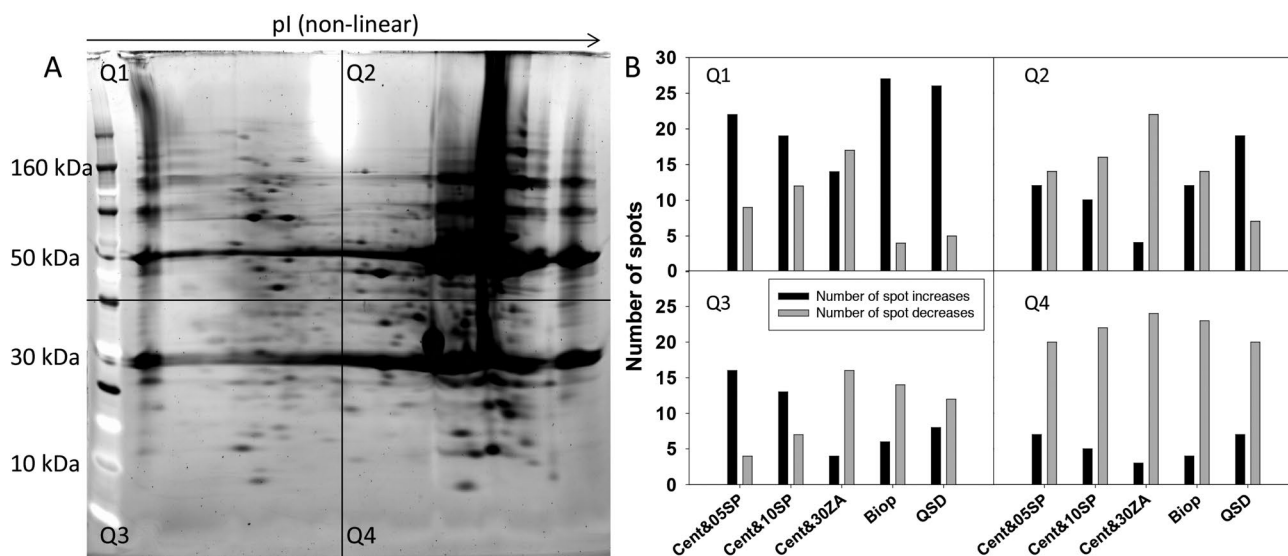 pI (non-linear)
A
Q1
Q2
160 kDa
50 kDa
30 kDa
10 kDa
Q3
Q4
B
Number of spots
30
25
20
15
10
5
0
25
20
15
10
5
0
Q1
Q2
Q3
Q4
Number of spot increases
Number of spot decreases
Cent&05SP
Cent&10SP
Cent&30ZA
Biop
QSD
Cent&05SP
Cent&10SP
Cent&30ZA
Biop
QSD